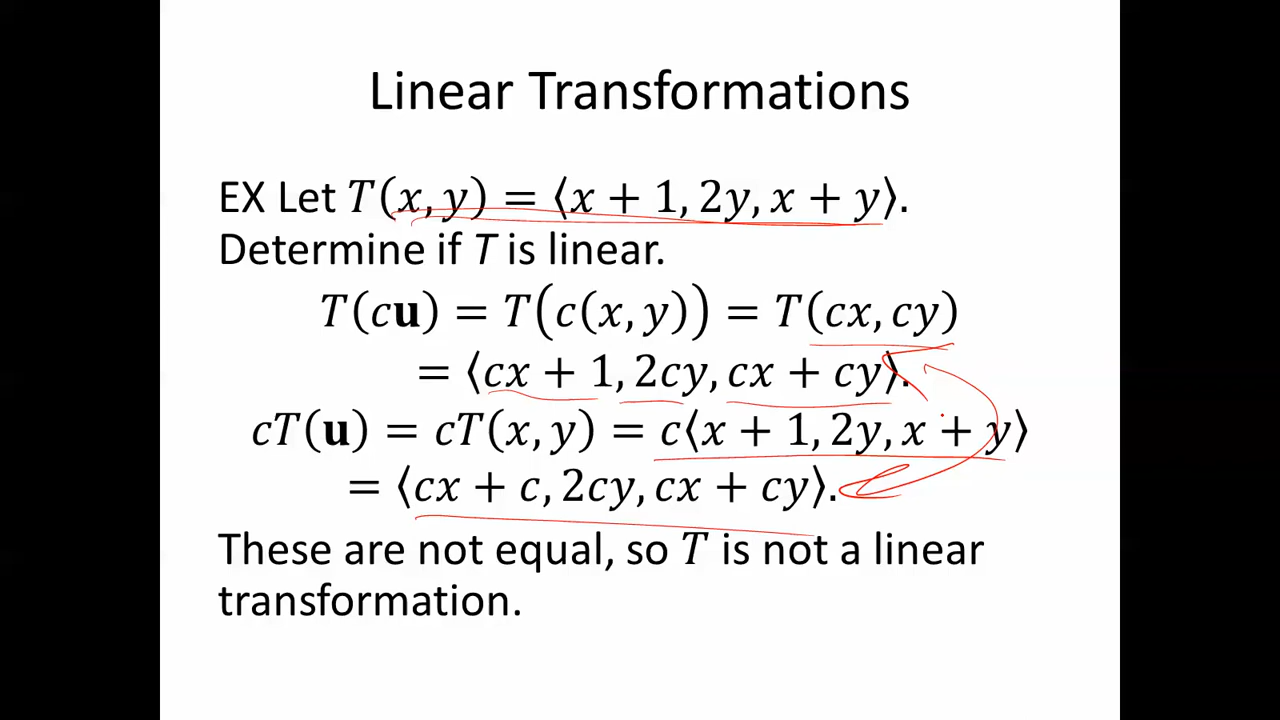 Linear Transformations
EX Let 𝑇(𝑥, 𝑦) = ⟨𝑥 + 1, 2𝑦, 𝑥 + 𝑦⟩.
Determine if T is linear.
𝑇(𝑐𝐮) = 𝑇(𝑐(𝑥, 𝑦)) = 𝑇(𝑐𝑥, 𝑐𝑦)
= ⟨𝑐𝑥 + 1, 2𝑐𝑦, 𝑐𝑥 + 𝑐𝑦⟩.
𝑐𝑇(𝐮) = 𝑐𝑇(𝑥, 𝑦) = 𝑐⟨𝑥 + 1, 2𝑦, 𝑥 + 𝑦⟩
= ⟨𝑐𝑥 + 𝑐, 2𝑐𝑦, 𝑐𝑥 + 𝑐𝑦⟩.
These are not equal, so 𝑇 is not a linear
transformation.